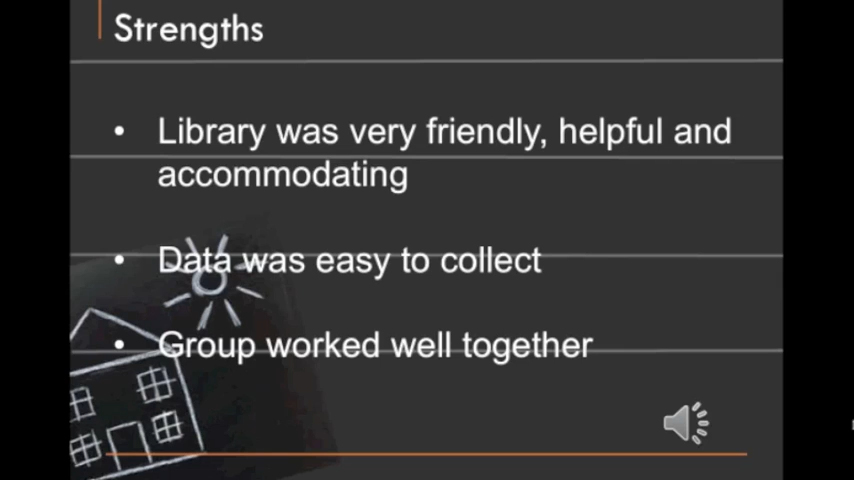 Strengths
• Library was very friendly, helpful and
accommodating
• Data was easy to collect
• Group worked well together